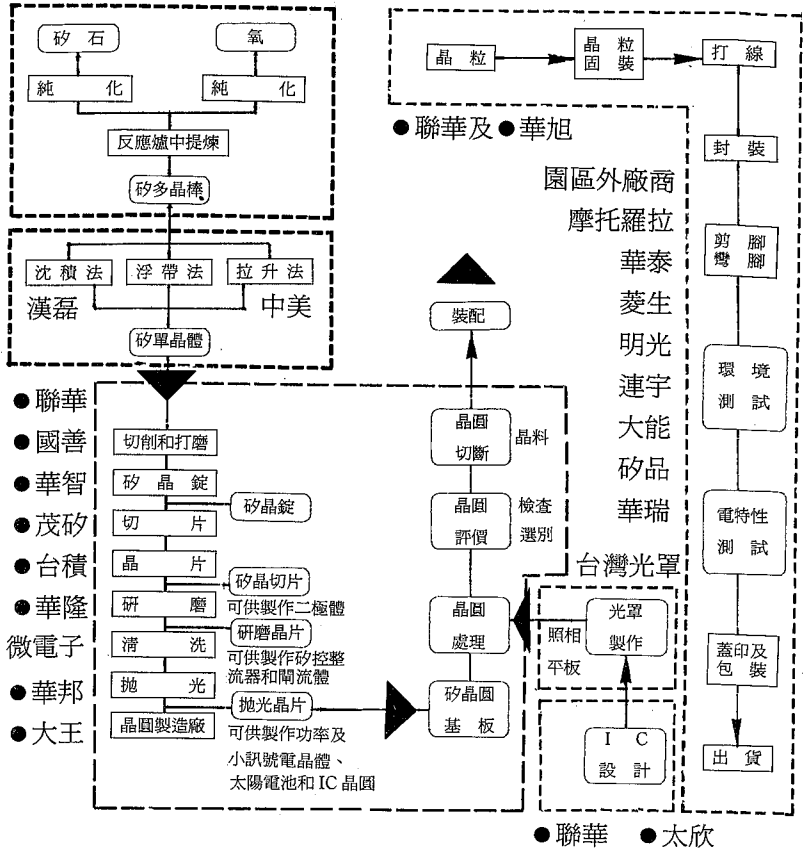 矽石
氧
純化
純化
反應爐中提煉
矽多晶棒
沈積法
浮帶法
拉升法
漢磊
中美
矽單晶體
●聯華
●國善
●華智
●茂矽
●台積
●華隆
微電子
●華邦
●大王
切削和打磨
矽晶錠
矽晶錠
切片
晶片
矽晶切片
可供製作二極體
研磨
研磨晶片
可供製作矽控整
流器和閘流體
清洗
拋光
拋光晶片
可供製作功率及
小訊號電晶體、
太陽電池和IC晶圓
晶圓製造廠
裝配
晶圓
切斷
晶料
晶圓
評價
檢查
選別
晶圓
處理
矽晶圓
基板
台灣光罩
照相
平板
光罩
製作
IC
設計
●聯華
●太欣
晶粒
晶粒
固裝
打線
●聯華及●華旭
封裝
園區外廠商
摩托羅拉
華泰
菱生
明光
連宇
大能
矽品
華瑞
剪腳
彎腳
環境
測試
電特性
測試
蓋印及
包裝
出貨